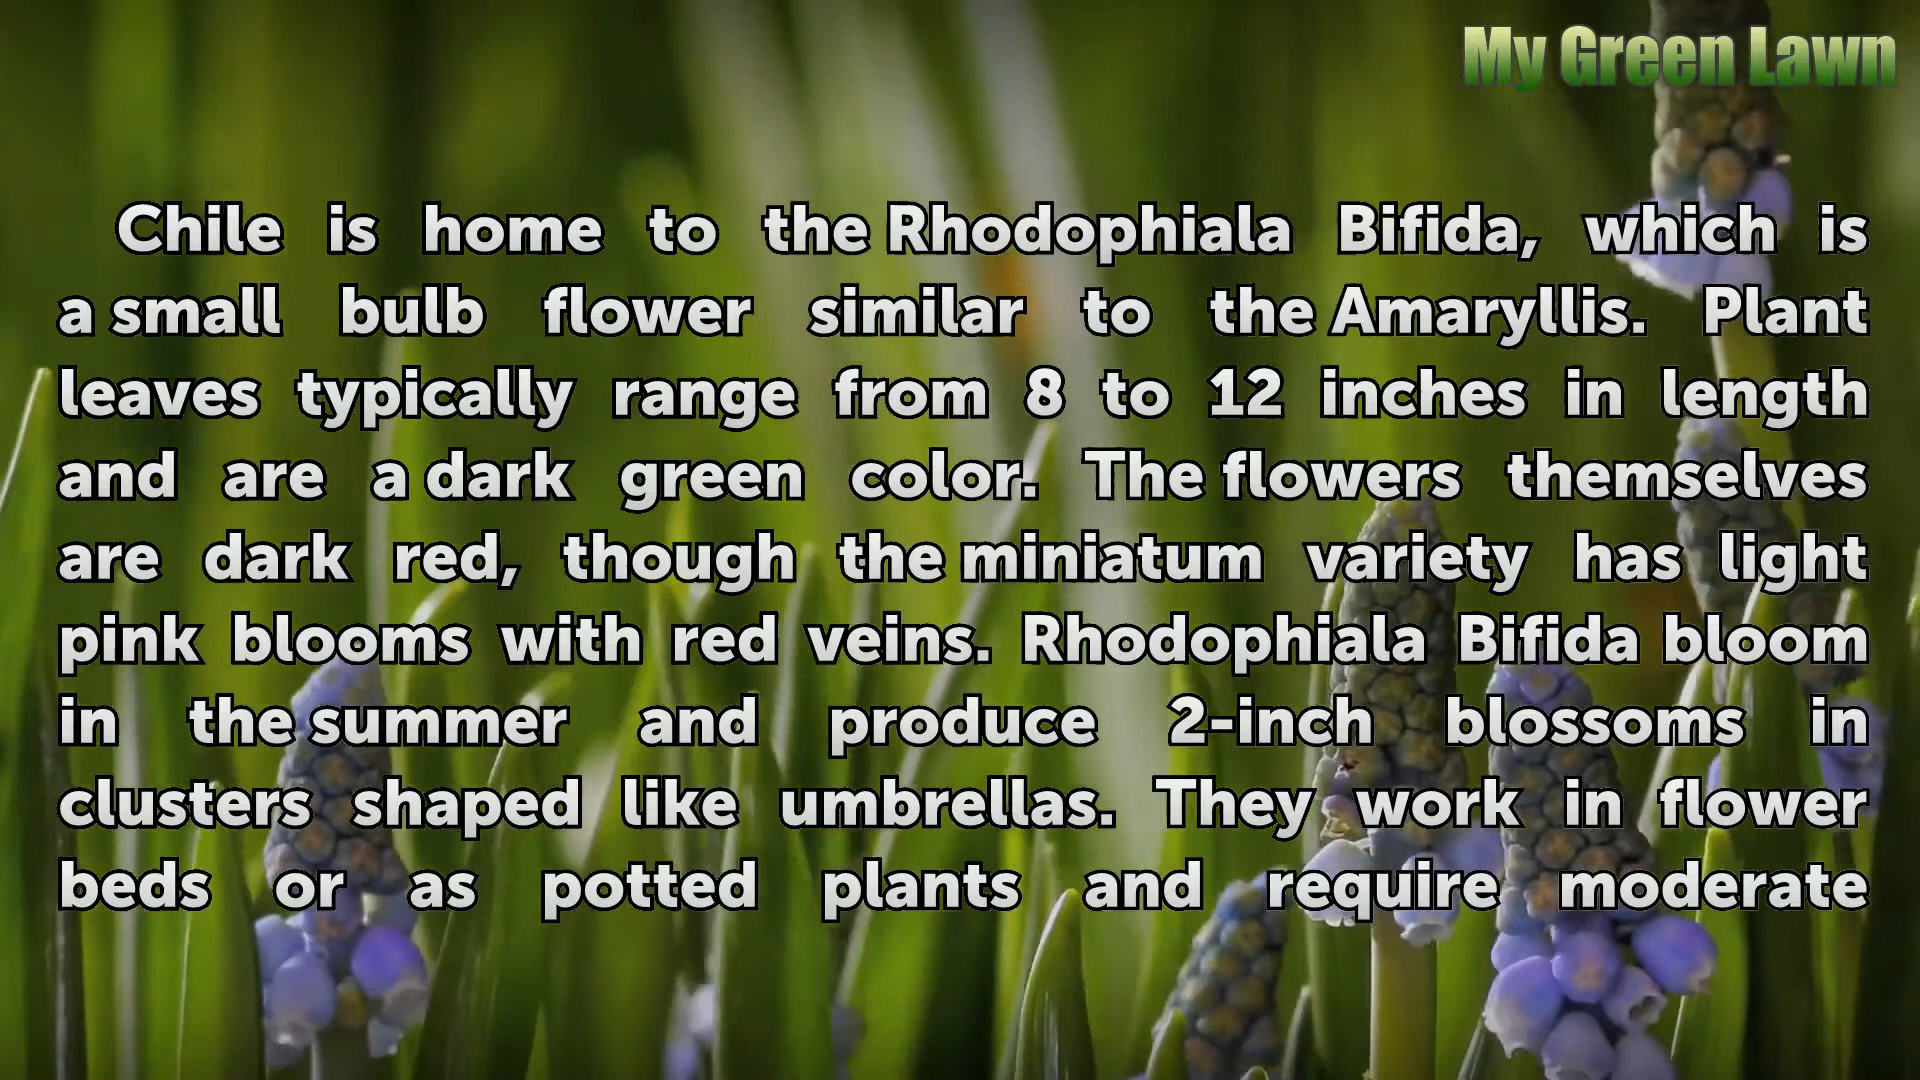 My Green Lawn
Chile is home to the Rhodophiala Bifida, which is
a small bulb flower similar to the Amaryllis. Plant
leaves typically range from 8 to 12 inches in length
and are a dark green color. The flowers themselves
are dark red, though the miniatum variety has light
pink blooms with red veins. Rhodophiala Bifida bloom
in the summer and produce 2-inch blossoms in
clusters shaped like umbrellas. They work in flower
beds or as potted plants and require moderate